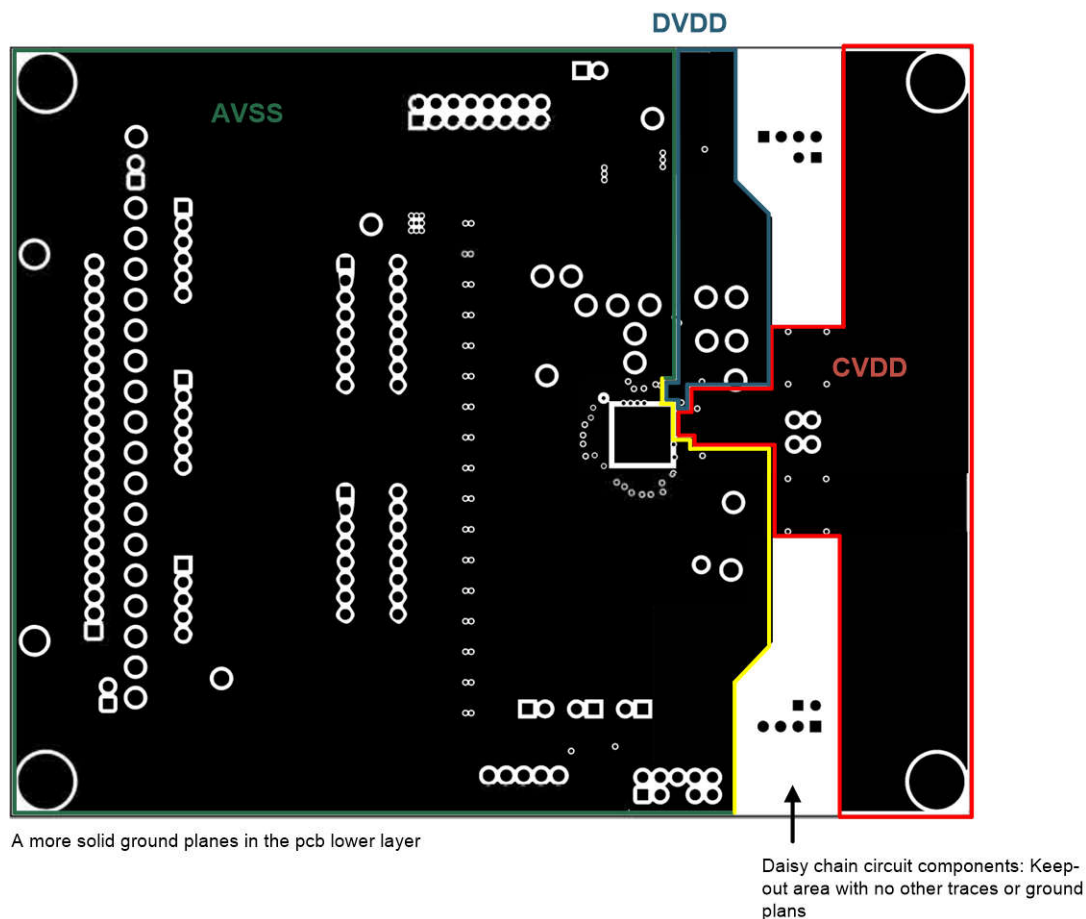 DVDD
AVSS
CVDD
A more solid ground planes in the pcb lower layer
Daisy chain circuit components: Keep-
out area with no other traces or ground
plans